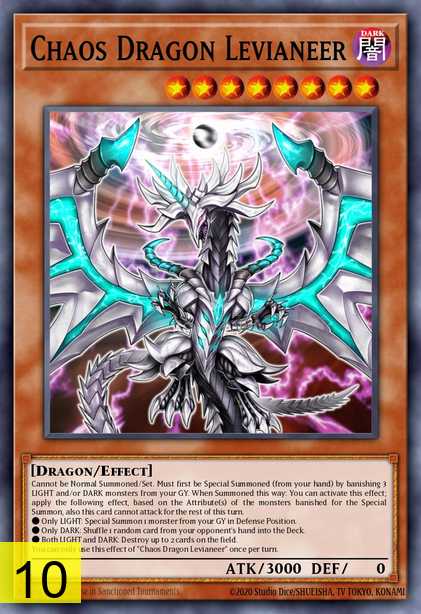 CHAOS DRAGON LEVIANEER
DARK
闇
[DRAGON/EFFECT]
Cannot be Normal Summoned/Set. Must first be Special Summoned (from your hand) by banishing 3
LIGHT and/or DARK monsters from your GY. When Summoned this way: You can activate this effect;
apply the following effect, based on the Attribute(s) of the monsters banished for the Special
Summon, also this card cannot attack for the rest of this turn.
● Only LIGHT: Special Summon 1 monster from your GY in Defense Position.
● Only DARK: Shuffle 1 random card from your opponent's hand into the Deck.
● Both LIGHT and DARK: Destroy up to 2 cards on the field.
You can only use this effect of "Chaos Dragon Levianeer" once per turn.
ATK/3000 DEF/ 0
10
Use in Sanctioned Tournaments
©2020 Studio Dice/SHUEISHA, TV TOKYO, KONAMI